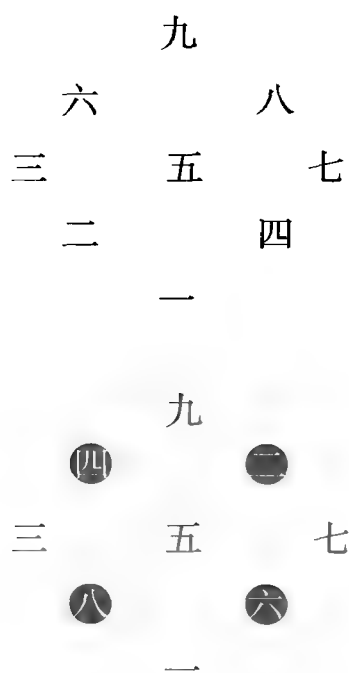 九
六 八
三 五 七
二 四
一
九
四 二
三 五 七
八 六
一